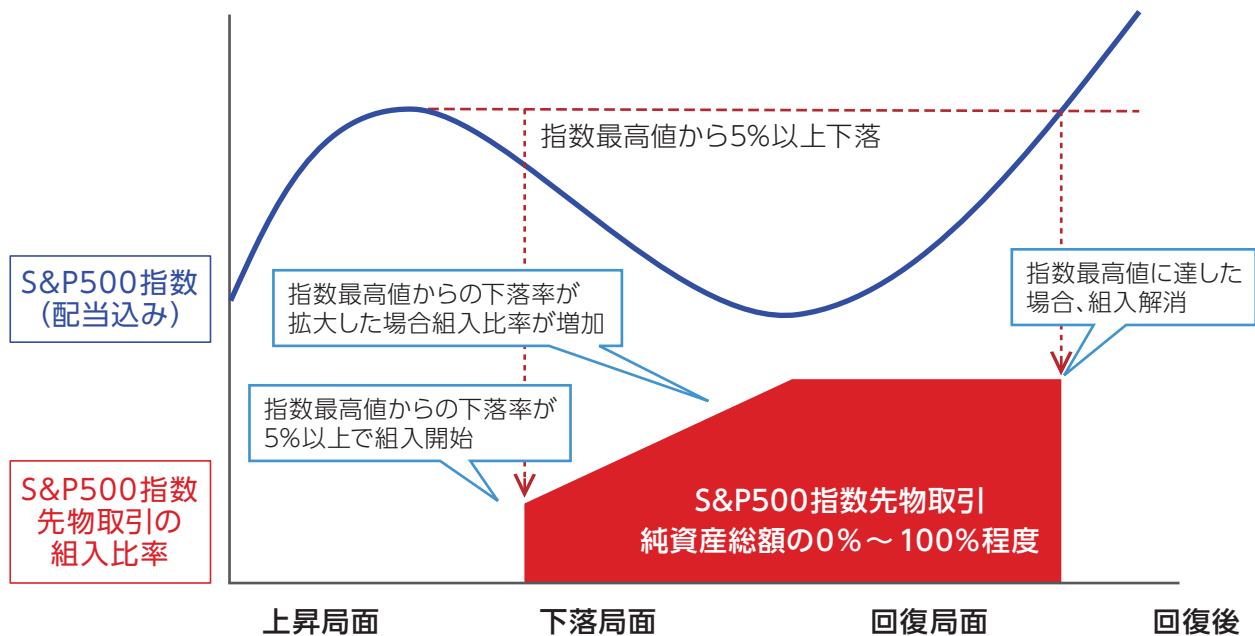 指数最高値から5%以上下落
S&P500指数
(配当込み)
指数最高値からの下落率が
拡大した場合組入比率が増加
指数最高値に達した
場合、組入解消
指数最高値からの下落率が
5%以上で組入開始
S&P500指数
先物取引の
組入比率
S&P500指数先物取引
純資産総額の0%～100%程度
上昇局面
下落局面
回復局面
回復後